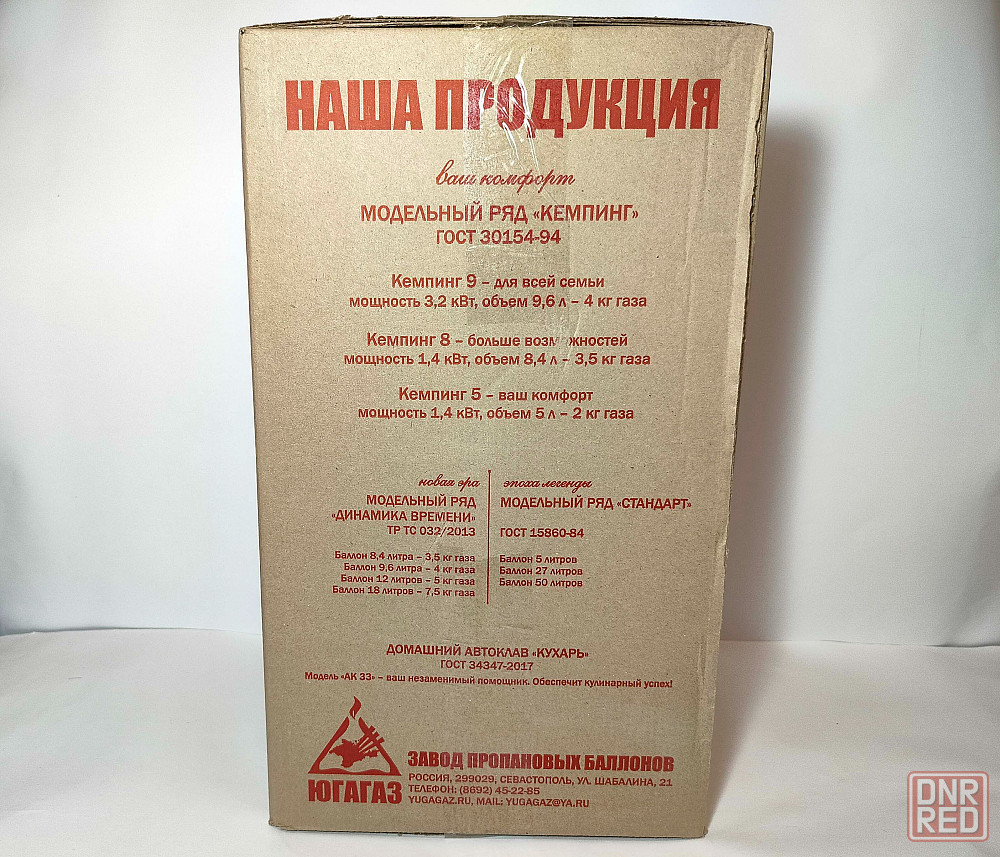 НАША ПРОДУКЦИЯ
ваш комфорт
МОДЕЛЬНЫЙ РЯД «КЕМПИНГ»
ГОСТ 30154-94
Кемпинг 9 – для всей семьи
мощность 3,2 кВт, объем 9,6 л – 4 кг газа
Кемпинг 8 – больше возможностей
мощность 1,4 кВт, объем 8,4 л – 3,5 кг газа
Кемпинг 5 – ваш комфорт
мощность 1,4 кВт, объем 5 л – 2 кг газа
новая эра
МОДЕЛЬНЫЙ РЯД
«ДИНАМИКА ВРЕМЕНИ»
ТР ТС 032/2013
Баллон 8,4 литра – 3,5 кг газа
Баллон 9,6 литра – 4 кг газа
Баллон 12 литров – 5 кг газа
Баллон 18 литров – 7,5 кг газа
эпоха легенды
МОДЕЛЬНЫЙ РЯД «СТАНДАРТ»
ГОСТ 15860-84
Баллон 5 литров
Баллон 27 литров
Баллон 50 литров
ДОМАШНИЙ АВТОКЛАВ «КУХАРЬ»
ГОСТ 34347-2017
Модель «АК 33» – ваш незаменимый помощник. Обеспечит кулинарный успех!
ЮГАГАЗ
ЗАВОД ПРОПАНОВЫХ БАЛЛОНОВ
РОССИЯ, 299029, СЕВАСТОПОЛЬ, УЛ. ШАБАЛИНА, 21
ТЕЛЕФОН: (8692) 45-22-85
YUGAGAZ.RU, MAIL: YUGAGAZ@YA.RU
DNR
RED